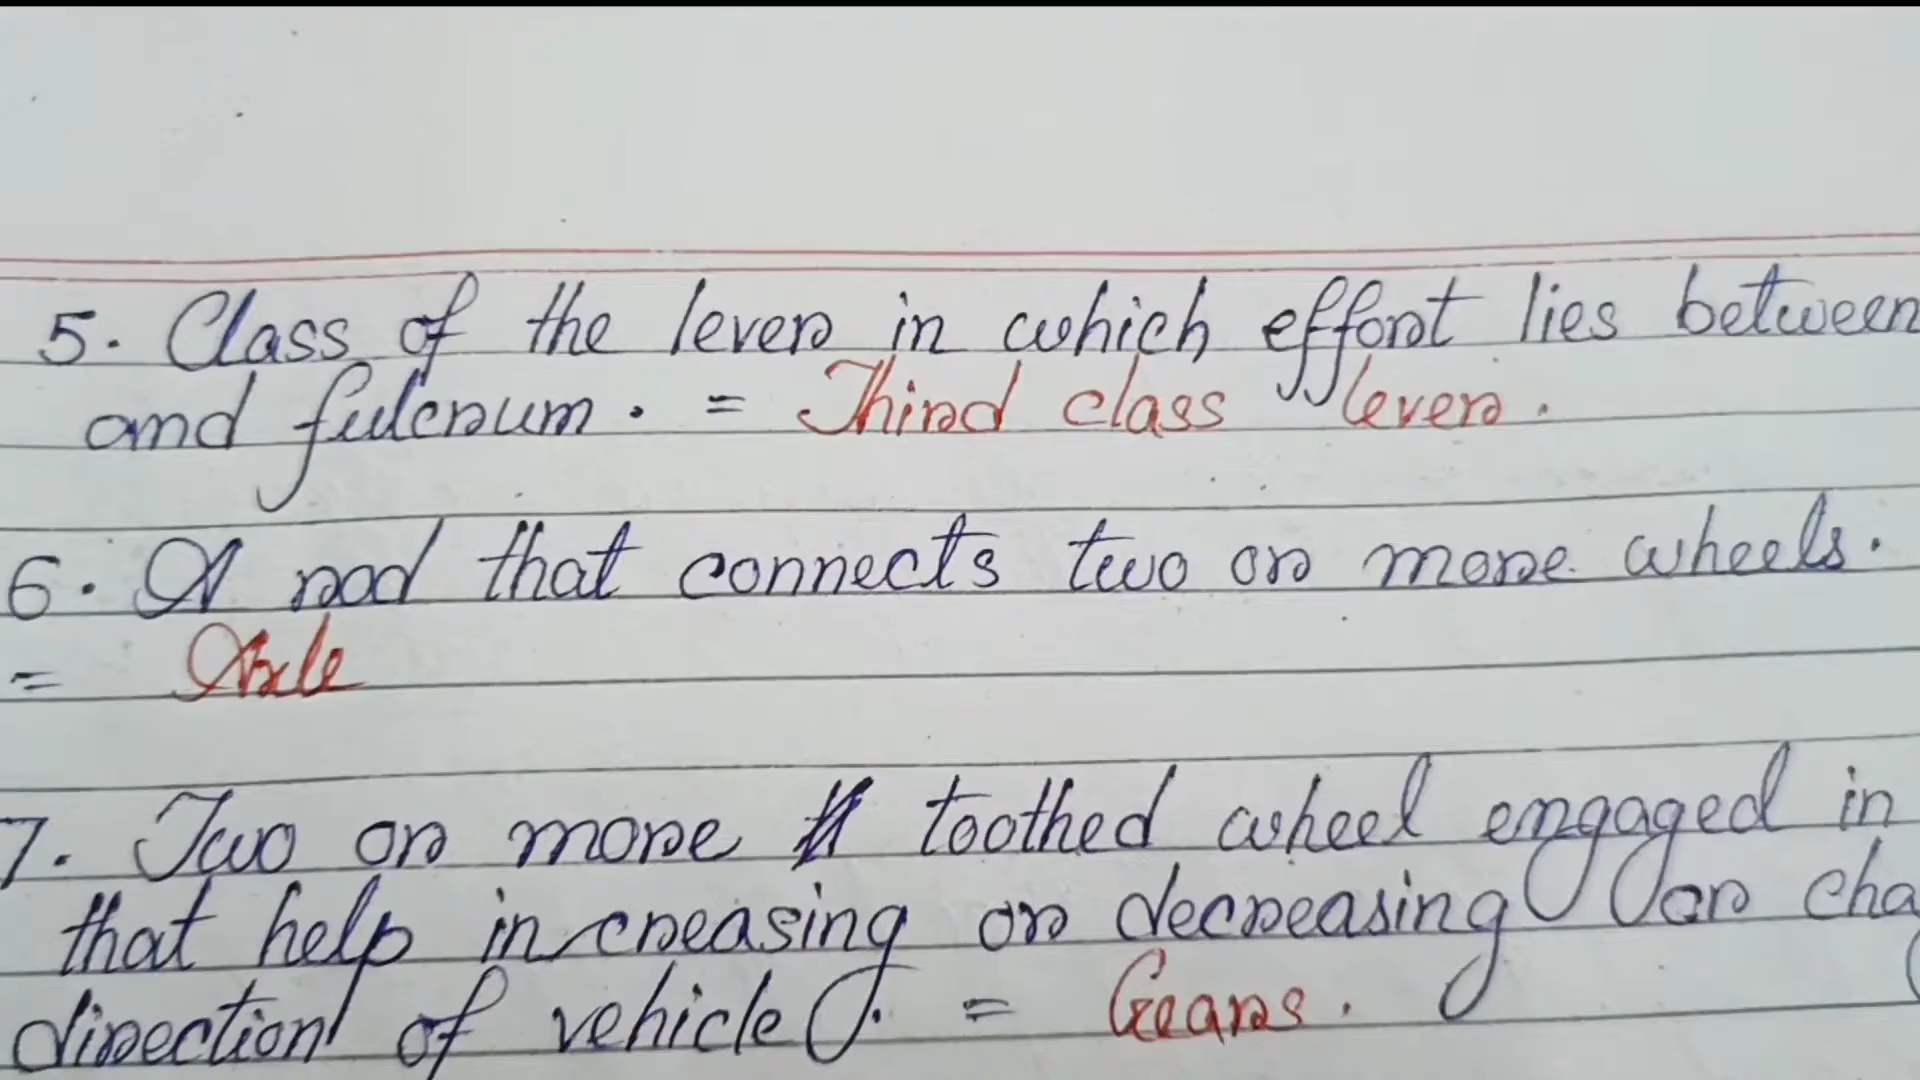 5. Class of the lever in which effort lies between
and fulcrum. = Third class lever.
6. A rod that connects two or more wheels.
= Axle
7. Two or more toothed wheel engaged in
that help in creasing or decreasing or cha
direction of vehicle. = Gears.